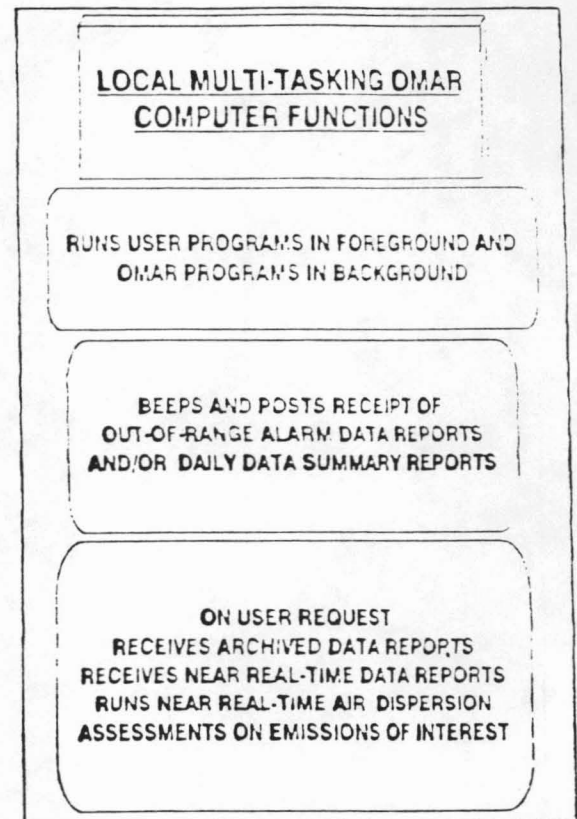 LOCAL MULTI-TASKING OMAR
COMPUTER FUNCTIONS
RUNS USER PROGRAMS IN FOREGROUND AND
OMAR PROGRAMS IN BACKGROUND
BEEPS AND POSTS RECEIPT OF
OUT-OF-RANGE ALARM DATA REPORTS
AND/OR DAILY DATA SUMMARY REPORTS
ON USER REQUEST
RECEIVES ARCHIVED DATA REPORTS
RECEIVES NEAR REAL-TIME DATA REPORTS
RUNS NEAR REAL-TIME AIR DISPERSION
ASSESSMENTS ON EMISSIONS OF INTEREST